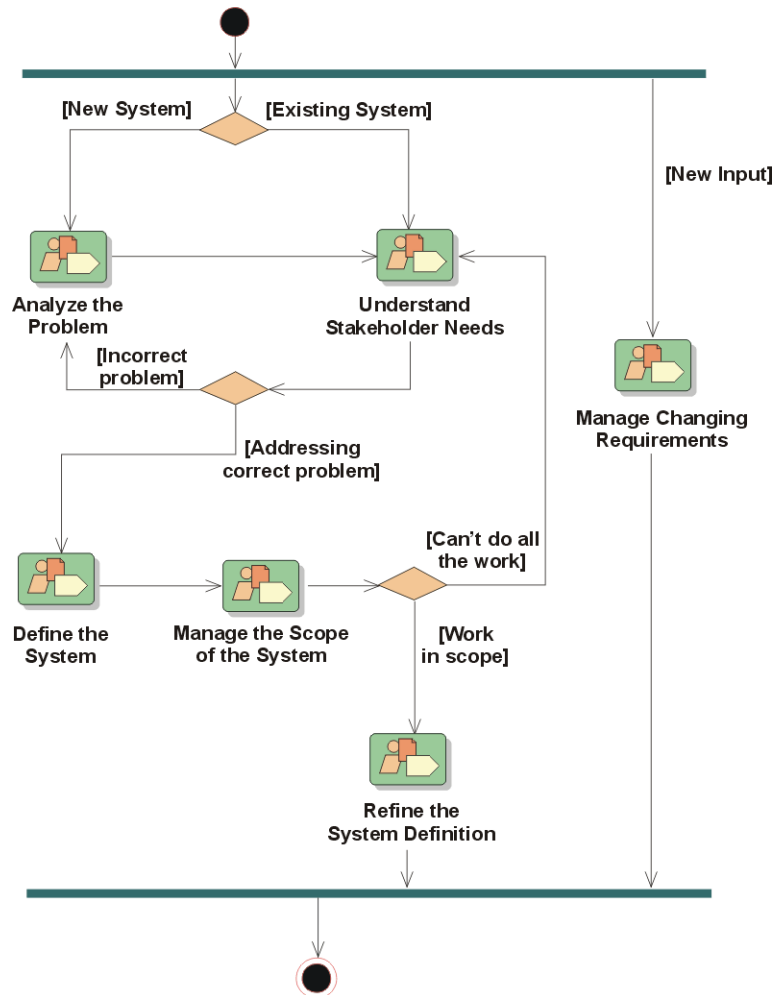 [New System]
[Existing System]
[New Input]
Analyze the
Problem
Understand
Stakeholder Needs
[Incorrect
problem]
Manage Changing
Requirements
[Addressing
correct problem]
[Can't do all
the work]
Define the
System
Manage the Scope
of the System
[Work
in scope]
Refine the
System Definition